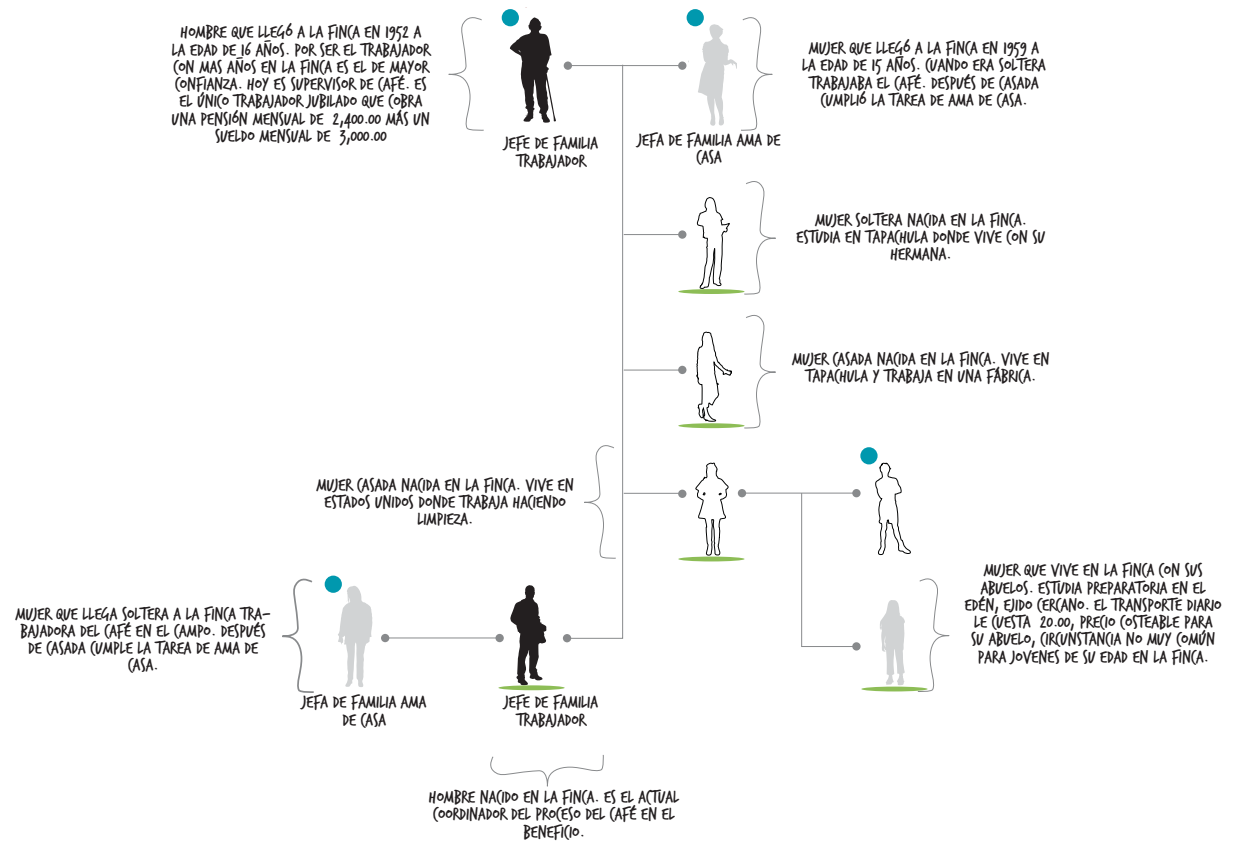 HOMBRE QUE LLEGÓ A LA FINCA EN 1952 A
LA EDAD DE 16 AÑOS. POR SER EL TRABAJADOR
CON MAS AÑOS EN LA FINCA ES EL DE MAYOR
CONFIANZA. HOY ES SUPERVISOR DE CAFÉ. ES
EL ÚNICO TRABAJADOR JUBILADO QUE COBRA
UNA PENSIÓN MENSUAL DE 2,400.00 MÁS UN
SUELDO MENSUAL DE 3,000.00
JEFE DE FAMILIA
TRABAJADOR
JEFA DE FAMILIA AMA DE
CASA
MUJER QUE LLEGÓ A LA FINCA EN 1959 A
LA EDAD DE 15 AÑOS. CUANDO ERA SOLTERA
TRABAJABA EL CAFÉ. DESPUÉS DE CASADA
CUMPLIÓ LA TAREA DE AMA DE CASA.
MUJER SOLTERA NACIDA EN LA FINCA.
ESTUDIA EN TAPACHULA DONDE VIVE CON SU
HERMANA.
MUJER CASADA NACIDA EN LA FINCA. VIVE EN
TAPACHULA Y TRABAJA EN UNA FÁBRICA.
MUJER CASADA NACIDA EN LA FINCA. VIVE EN
ESTADOS UNIDOS DONDE TRABAJA HACIENDO
LIMPIEZA.
MUJER QUE VIVE EN LA FINCA CON SUS
ABUELOS. ESTUDIA PREPARATORIA EN EL
EDÉN, EJIDO CERCANO. EL TRANSPORTE DIARIO
LE CUESTA 20.00, PRECIO COSTEABLE PARA
SU ABUELO, CIRCUNSTANCIA NO MUY COMÚN
PARA JOVENES DE SU EDAD EN LA FINCA.
MUJER QUE LLEGA SOLTERA A LA FINCA TRA-
BAJADORA DEL CAFÉ EN EL CAMPO. DESPUÉS
DE CASADA CUMPLE LA TAREA DE AMA DE
CASA.
JEFA DE FAMILIA AMA
DE CASA
JEFE DE FAMILIA
TRABAJADOR
HOMBRE NACIDO EN LA FINCA. ES EL ACTUAL
COORDINADOR DEL PROCESO DEL CAFÉ EN EL
BENEFICIO.